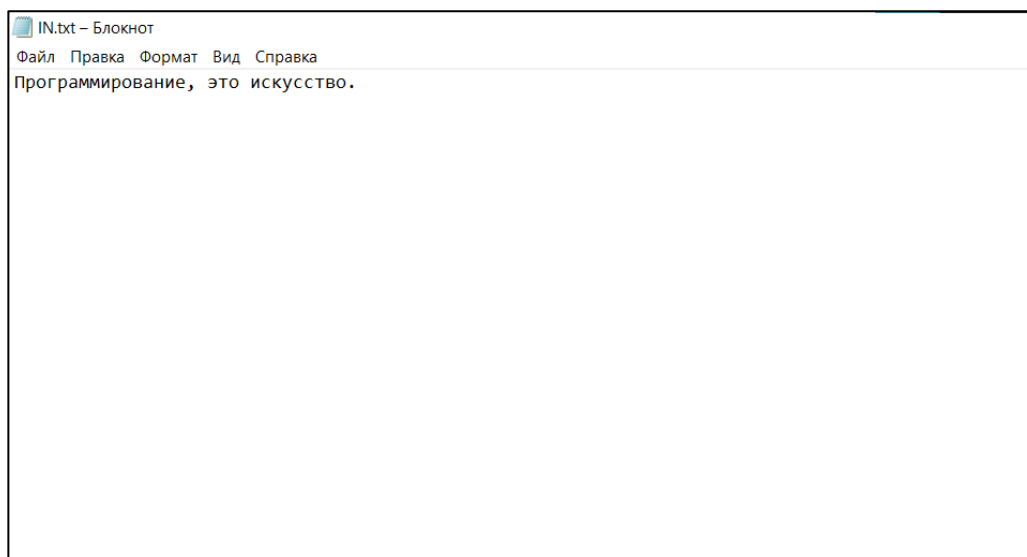 IN.txt – Блокнот
Файл Правка Формат Вид Справка
Программирование, это искусство.